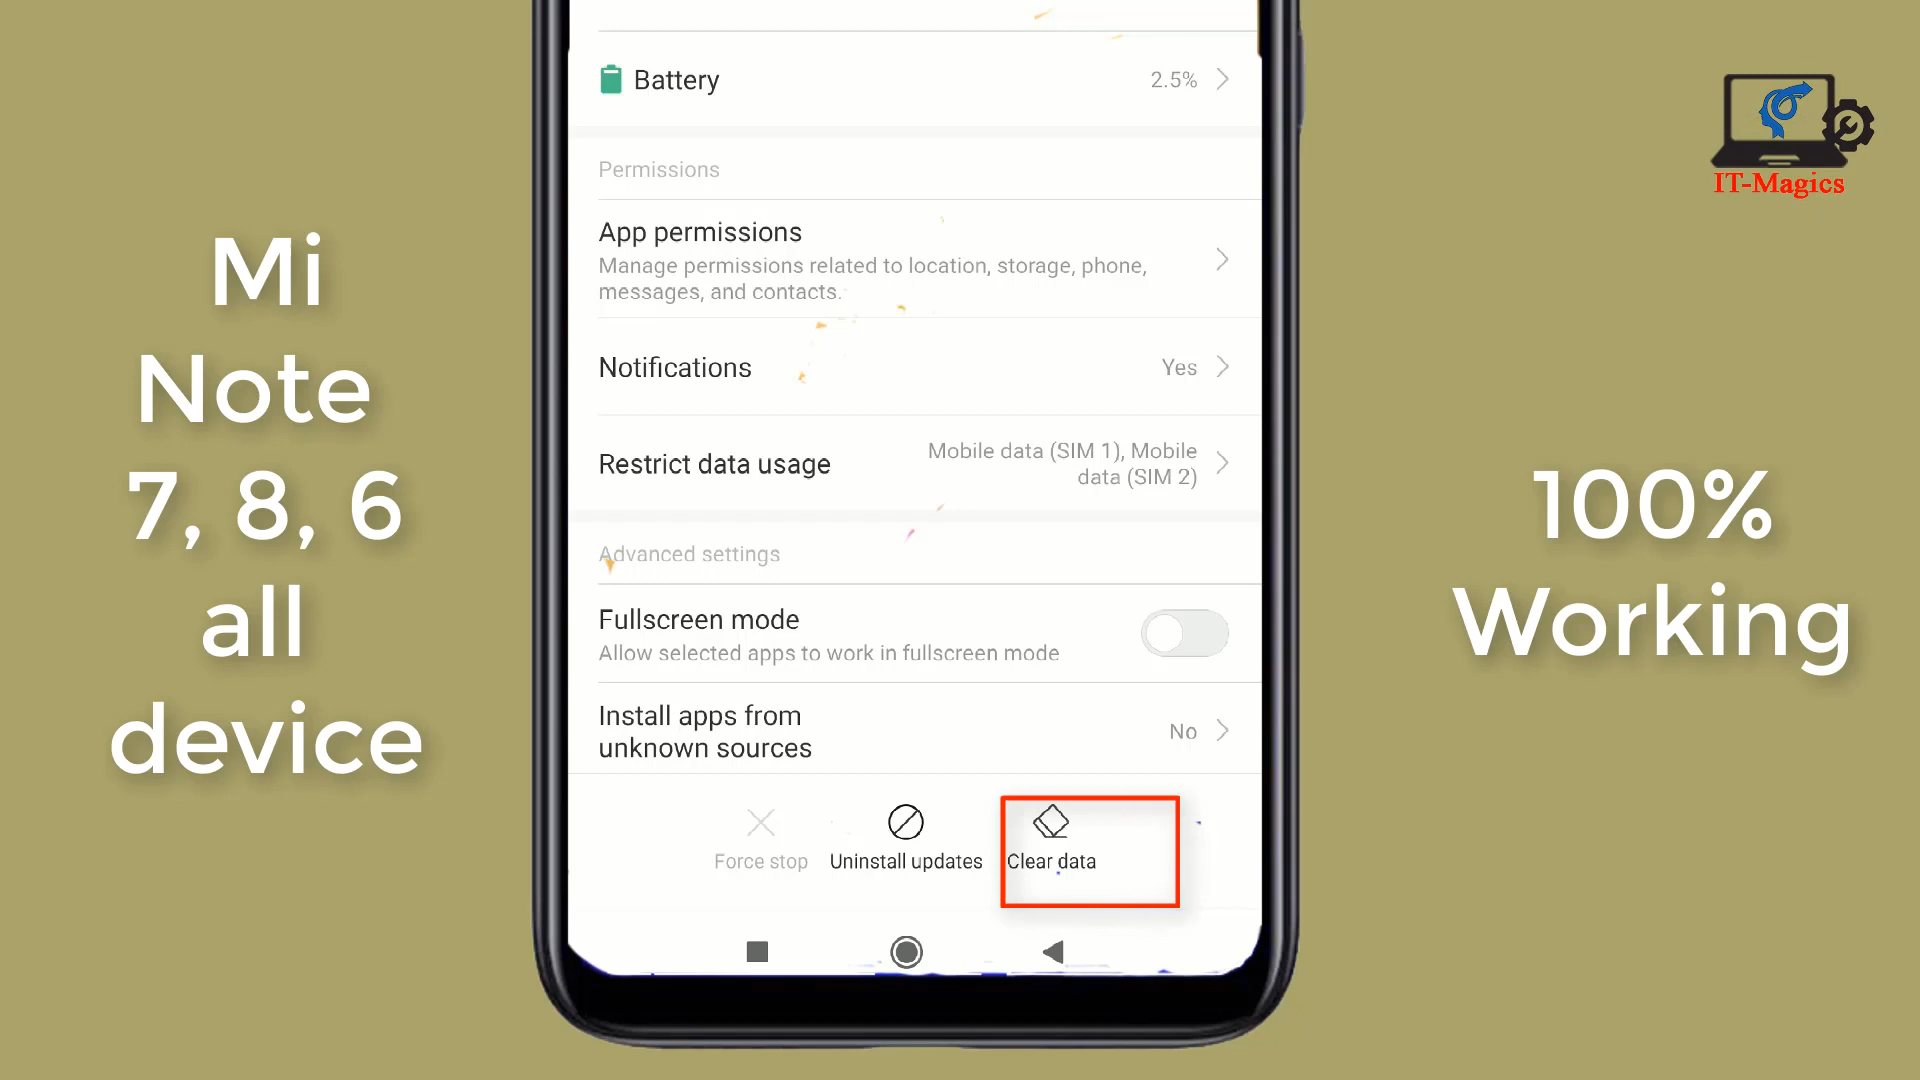 Battery
2.5%
Permissions
App permissions
Manage permissions related to location, storage, phone,
messages, and contacts.
Notifications
Yes
Restrict data usage
Mobile data (SIM 1), Mobile
data (SIM 2)
Advanced settings
Fullscreen mode
Allow selected apps to work in fullscreen mode
Install apps from
unknown sources
No
Force stop
Uninstall updates
Clear data
Mi
Note
7, 8, 6
all
device
IT-Magics
100%
Working